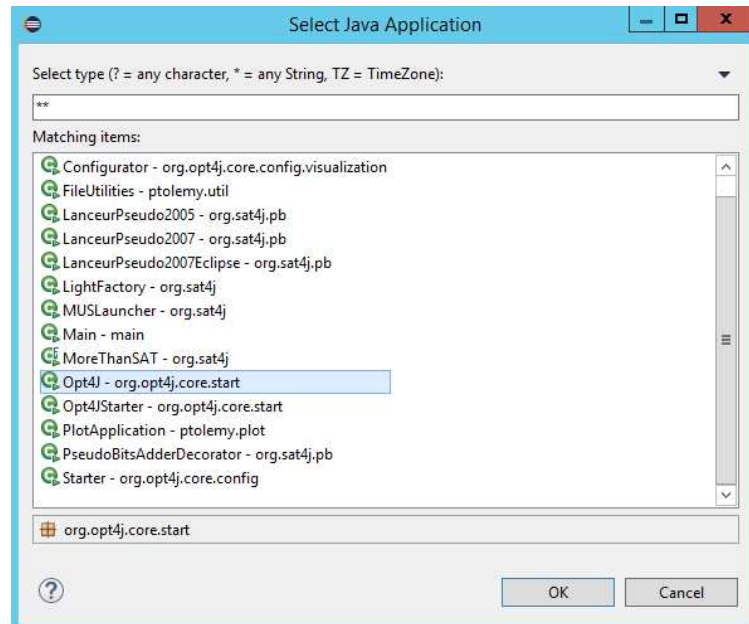 Select Java Application
Select type (? = any character, * = any String, TZ = TimeZone):
**
Matching items:
Configurator - org.opt4j.core.config.visualization
FileUtilities - ptolemy.util
LanceurPseudo2005 - org.sat4j.pb
LanceurPseudo2007 - org.sat4j.pb
LanceurPseudo2007Eclipse - org.sat4j.pb
LightFactory - org.sat4j
MUSLauncher - org.sat4j
Main - main
MoreThanSAT - org.sat4j
Opt4J - org.opt4j.core.start
Opt4JStarter - org.opt4j.core.start
PlotApplication - ptolemy.plot
PseudoBitsAdderDecorator - org.sat4j.pb
Starter - org.opt4j.core.config
org.opt4j.core.start
OK Cancel